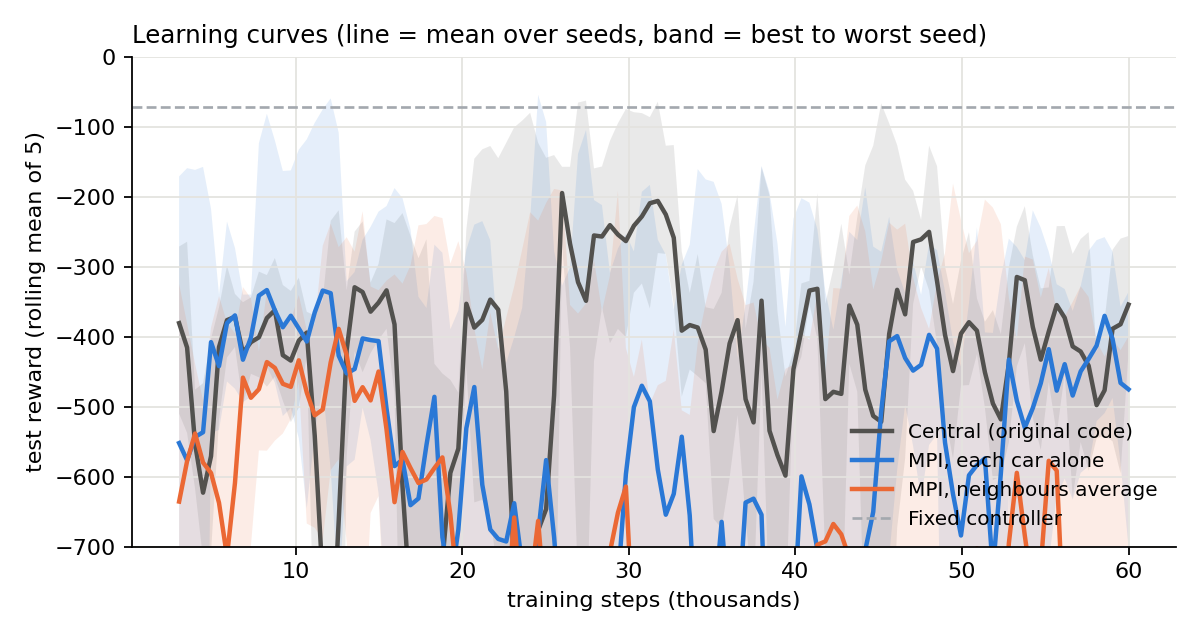 Learning curves (line = mean over seeds, band = best to worst seed)
0
−100
−200
−300
−400
−500
−600
−700
test reward (rolling mean of 5)
Central (original code)
MPI, each car alone
MPI, neighbours average
Fixed controller
10
20
30
40
50
60
training steps (thousands)